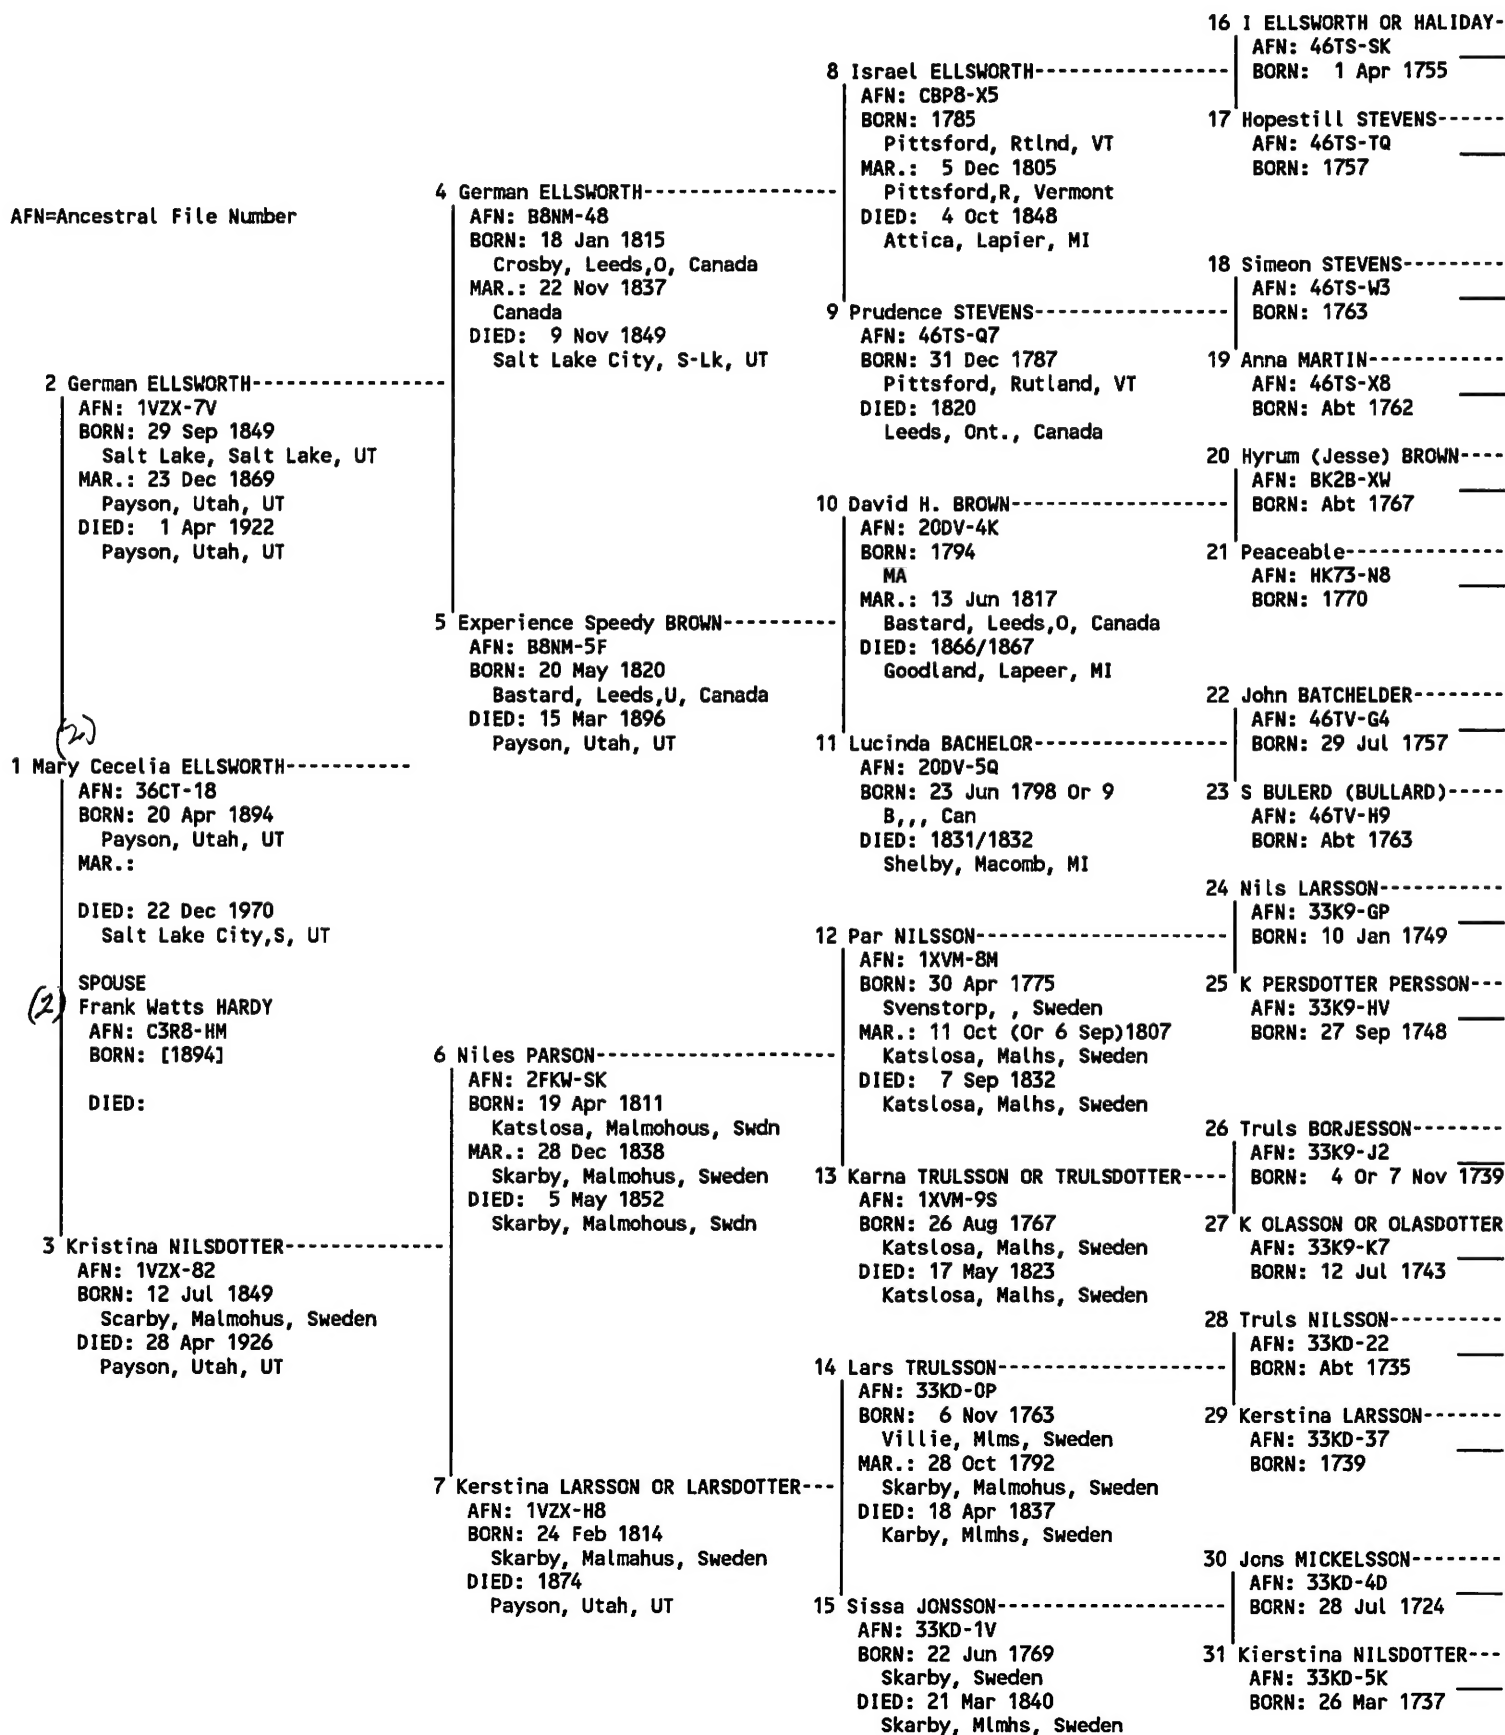 AFN=Ancestral File Number
(2)
1 Mary Cecelia ELLSWORTH-----------
AFN: 36CT-18
BORN: 20 Apr 1894
Payson, Utah, UT
MAR.:
DIED: 22 Dec 1970
Salt Lake City,S, UT
SPOUSE
(2) Frank Watts HARDY
AFN: C3R8-HM
BORN: [1894]
DIED:
2 German ELLSWORTH-----------------
AFN: 1VZX-7V
BORN: 29 Sep 1849
Salt Lake, Salt Lake, UT
MAR.: 23 Dec 1869
Payson, Utah, UT
DIED: 1 Apr 1922
Payson, Utah, UT
3 Kristina NILSDOTTER--------------
AFN: 1VZX-82
BORN: 12 Jul 1849
Scarby, Malmohus, Sweden
DIED: 28 Apr 1926
Payson, Utah, UT
4 German ELLSWORTH-----------------
AFN: B8NM-48
BORN: 18 Jan 1815
Crosby, Leeds,O, Canada
MAR.: 22 Nov 1837
Canada
DIED: 9 Nov 1849
Salt Lake City, S-Lk, UT
5 Experience Speedy BROWN----------
AFN: B8NM-5F
BORN: 20 May 1820
Bastard, Leeds,U, Canada
DIED: 15 Mar 1896
Payson, Utah, UT
6 Niles PARSON---------------------
AFN: 2FKW-SK
BORN: 19 Apr 1811
Katslosa, Malmohous, Swdn
MAR.: 28 Dec 1838
Skarby, Malmohus, Sweden
DIED: 5 May 1852
Skarby, Malmohous, Swdn
7 Kerstina LARSSON OR LARSDOTTER---
AFN: 1VZX-H8
BORN: 24 Feb 1814
Skarby, Malmahus, Sweden
DIED: 1874
Payson, Utah, UT
8 Israel ELLSWORTH-----------------
AFN: CBP8-X5
BORN: 1785
Pittsford, Rtlnd, VT
MAR.: 5 Dec 1805
Pittsford,R, Vermont
DIED: 4 Oct 1848
Attica, Lapier, MI
9 Prudence STEVENS-----------------
AFN: 46TS-Q7
BORN: 31 Dec 1787
Pittsford, Rutland, VT
DIED: 1820
Leeds, Ont., Canada
10 David H. BROWN-------------------
AFN: 20DV-4K
BORN: 1794
MA
MAR.: 13 Jun 1817
Bastard, Leeds,O, Canada
DIED: 1866/1867
Goodland, Lapeer, MI
11 Lucinda BACHELOR-----------------
AFN: 20DV-5Q
BORN: 23 Jun 1798 Or 9
B,,, Can
DIED: 1831/1832
Shelby, Macomb, MI
12 Par NILSSON----------------------
AFN: 1XVM-8M
BORN: 30 Apr 1775
Svenstorp, , Sweden
MAR.: 11 Oct (Or 6 Sep)1807
Katslosa, Malhs, Sweden
DIED: 7 Sep 1832
Katslosa, Malhs, Sweden
13 Karna TRULSSON OR TRULSDOTTER----
AFN: 1XVM-9S
BORN: 26 Aug 1767
Katslosa, Malhs, Sweden
DIED: 17 May 1823
Katslosa, Malhs, Sweden
14 Lars TRULSSON--------------------
AFN: 33KD-0P
BORN: 6 Nov 1763
Villie, Mlms, Sweden
MAR.: 28 Oct 1792
Skarby, Malmohus, Sweden
DIED: 18 Apr 1837
Karby, Mlmhs, Sweden
15 Sissa JONSSON--------------------
AFN: 33KD-1V
BORN: 22 Jun 1769
Skarby, Sweden
DIED: 21 Mar 1840
Skarby, Mlmhs, Sweden
16 I ELLSWORTH OR HALIDAY-
AFN: 46TS-SK
BORN: 1 Apr 1755
17 Hopestill STEVENS------
AFN: 46TS-TQ
BORN: 1757
18 Simeon STEVENS---------
AFN: 46TS-W3
BORN: 1763
19 Anna MARTIN------------
AFN: 46TS-X8
BORN: Abt 1762
20 Hyrum (Jesse) BROWN----
AFN: BK2B-XW
BORN: Abt 1767
21 Peaceable--------------
AFN: HK73-N8
BORN: 1770
22 John BATCHELDER--------
AFN: 46TV-G4
BORN: 29 Jul 1757
23 S BULERD (BULLARD)-----
AFN: 46TV-H9
BORN: Abt 1763
24 Nils LARSSON-----------
AFN: 33K9-GP
BORN: 10 Jan 1749
25 K PERSDOTTER PERSSON---
AFN: 33K9-HV
BORN: 27 Sep 1748
26 Truls BORJESSON--------
AFN: 33K9-J2
BORN: 4 Or 7 Nov 1739
27 K OLASSON OR OLASDOTTER
AFN: 33K9-K7
BORN: 12 Jul 1743
28 Truls NILSSON----------
AFN: 33KD-22
BORN: Abt 1735
29 Kerstina LARSSON-------
AFN: 33KD-37
BORN: 1739
30 Jons MICKELSSON--------
AFN: 33KD-4D
BORN: 28 Jul 1724
31 Kierstina NILSDOTTER---
AFN: 33KD-5K
BORN: 26 Mar 1737